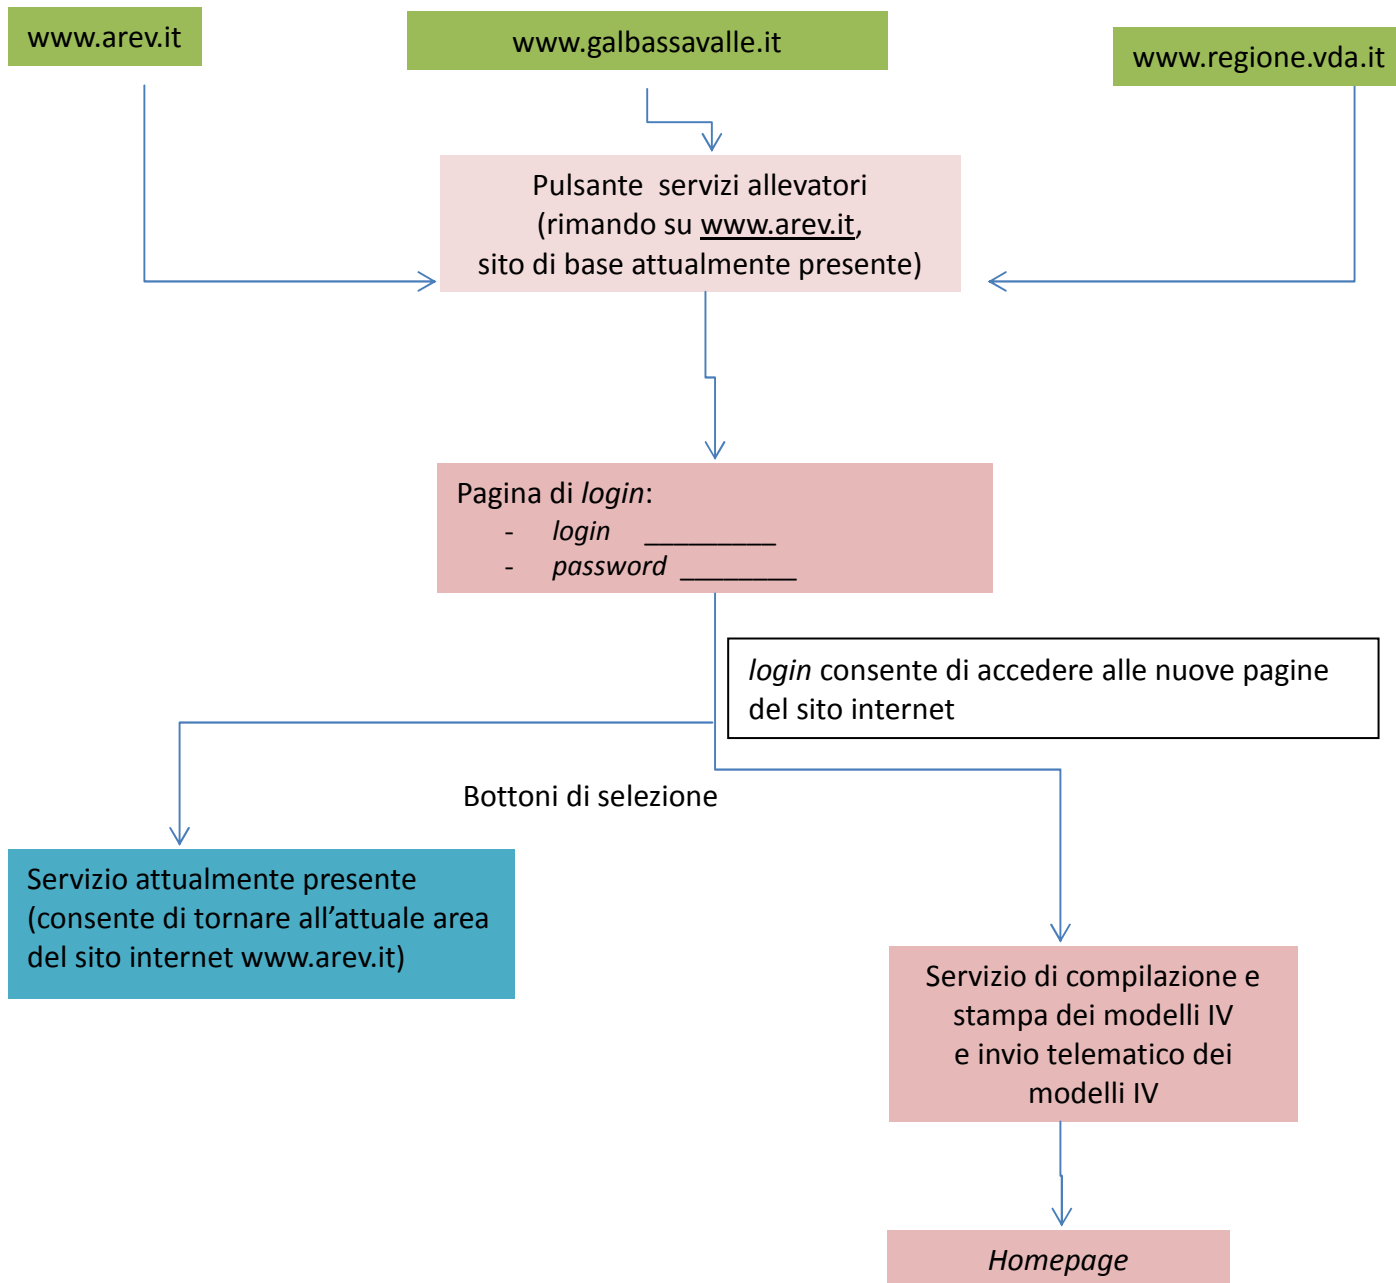 www.arev.it
www.galbassavalle.it
www.regione.vda.it
Pulsante  servizi allevatori
(rimando su www.arev.it,
sito di base attualmente presente)
Pagina di login:
- login _________
- password ________
login consente di accedere alle nuove pagine
del sito internet
Bottoni di selezione
Servizio attualmente presente
(consente di tornare all’attuale area
del sito internet www.arev.it)
Servizio di compilazione e
stampa dei modelli IV
e invio telematico dei
modelli IV
Homepage